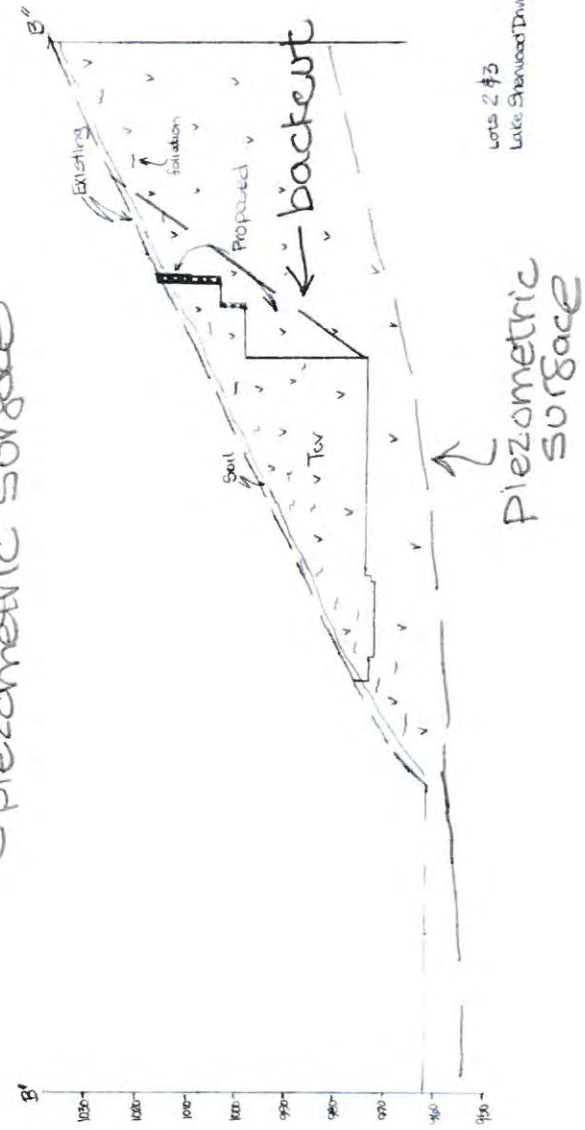 piezometric surface
B'
B"
Existing
foliation
Proposed
backcut
Soil
Tcv
1030
1020
1010
1000
990
980
970
960
950
piezometric
surface
Lots 2 & 3
Lake Sherwood